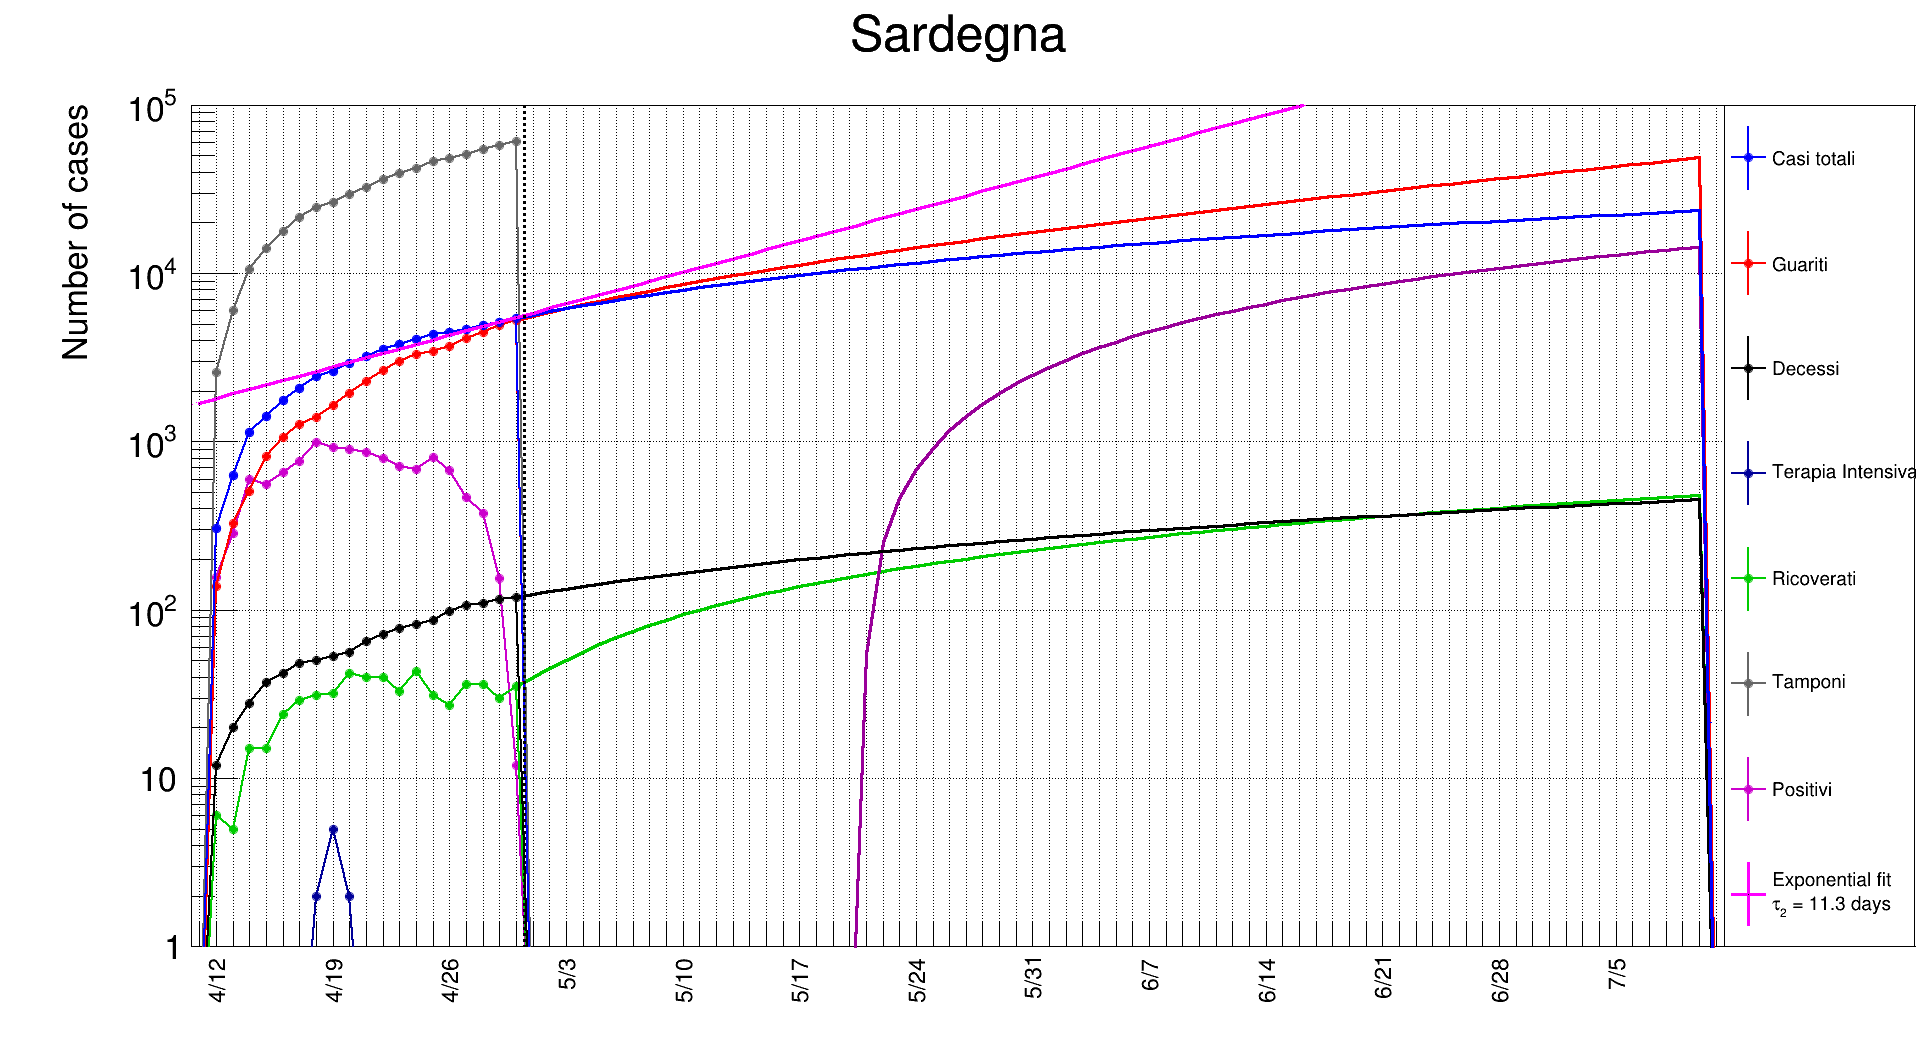 Sardegna
Number of cases
10^5
10^4
10^3
10^2
10
1
4/12
4/19
4/26
5/3
5/10
5/17
5/24
5/31
6/7
6/14
6/21
6/28
7/5
Casi totali
Guariti
Decessi
Terapia Intensiva
Ricoverati
Tamponi
Positivi
Exponential fit
τ₂ = 11.3 days